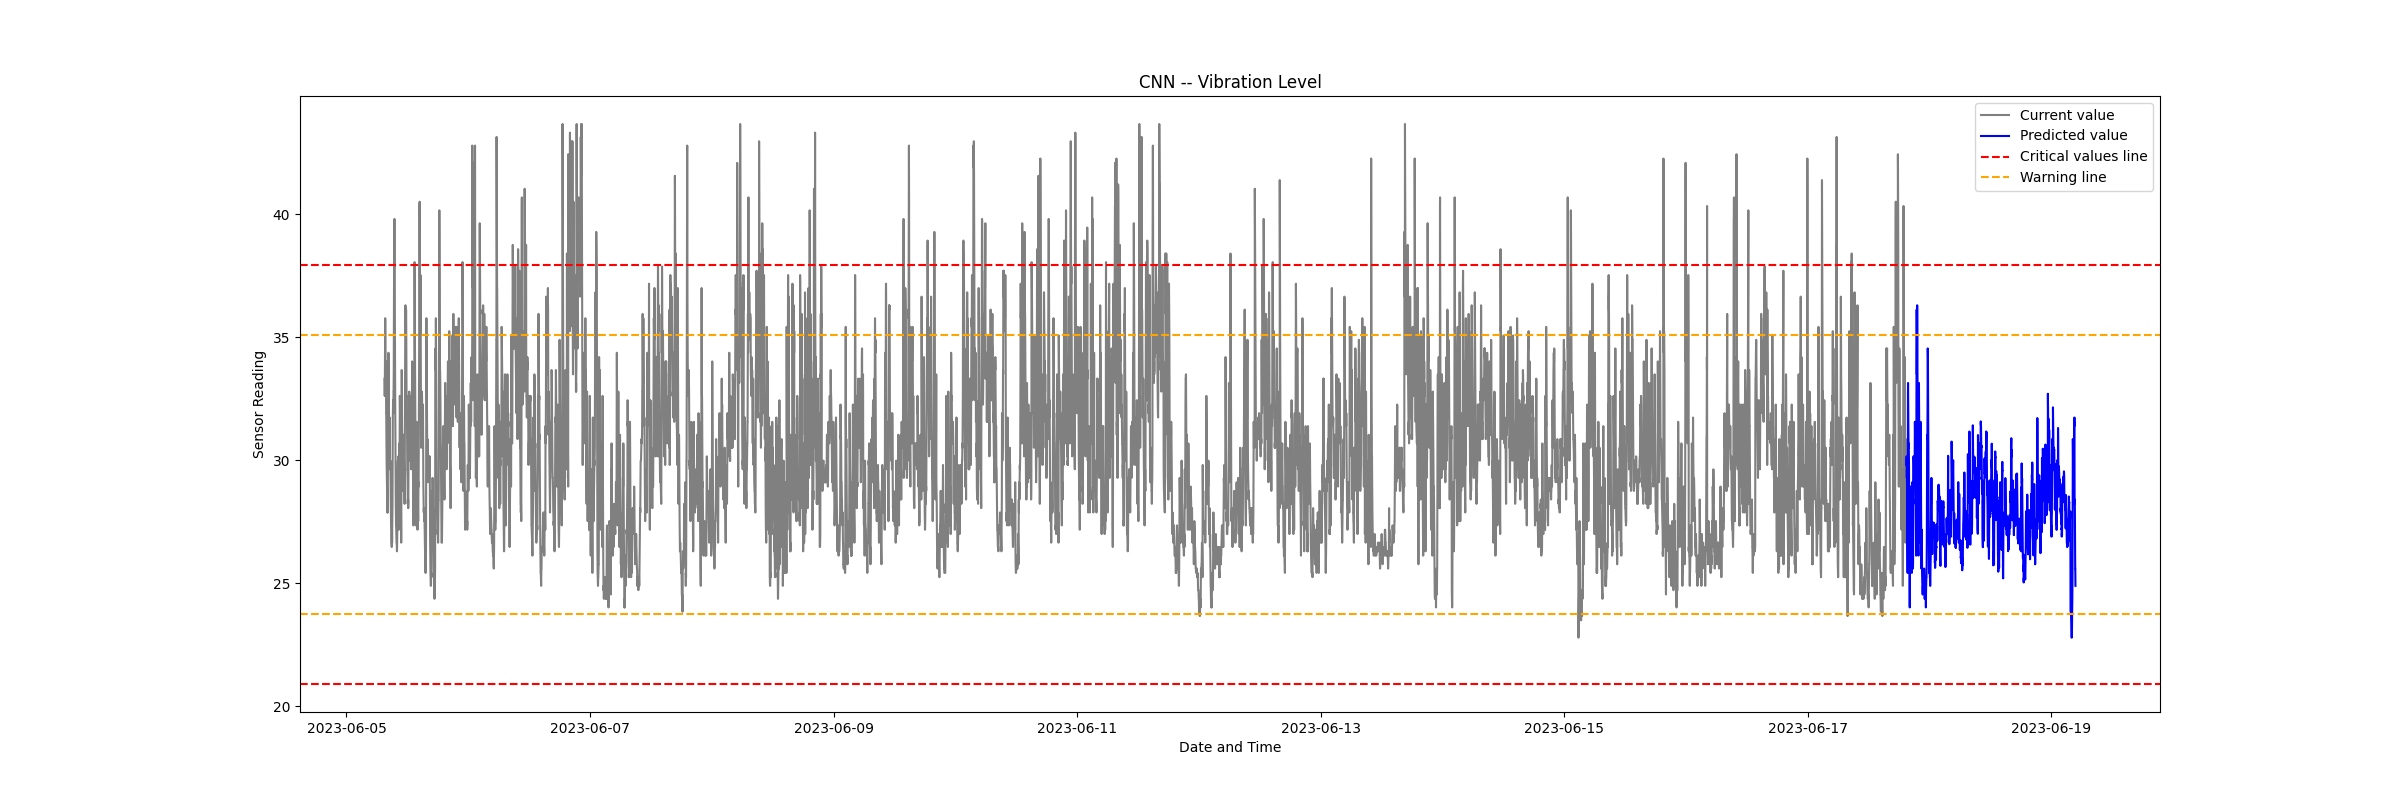 CNN -- Vibration Level
Current value
Predicted value
Critical values line
Warning line
40
35
30
25
20
Sensor Reading
2023-06-05
2023-06-07
2023-06-09
2023-06-11
2023-06-13
2023-06-15
2023-06-17
2023-06-19
Date and Time